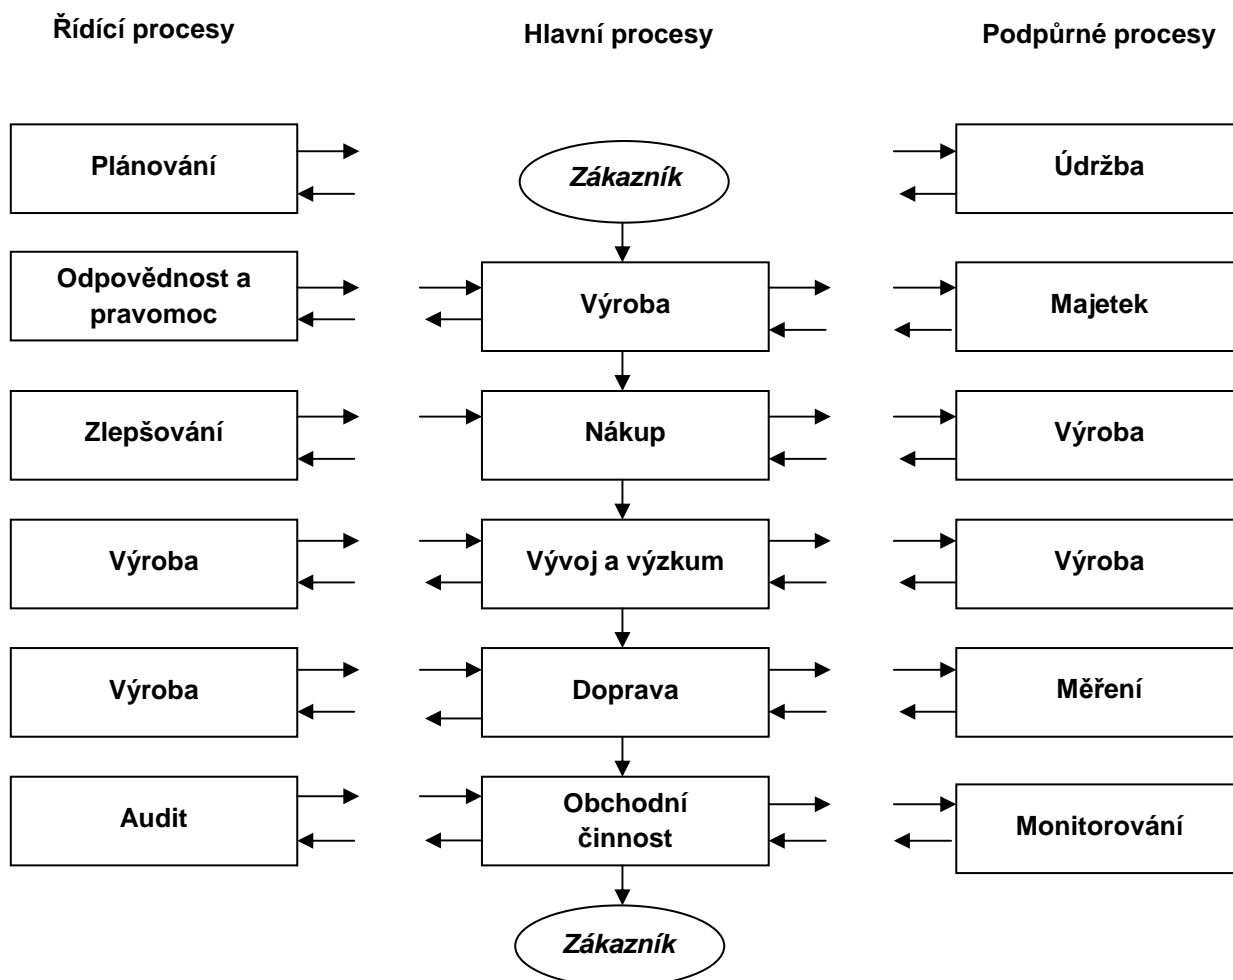 Řídící procesy
Hlavní procesy
Podpůrné procesy
Plánování
Zákazník
Údržba
Odpovědnost a
pravomoc
Výroba
Majetek
Zlepšování
Nákup
Výroba
Výroba
Vývoj a výzkum
Výroba
Výroba
Doprava
Měření
Audit
Obchodní
činnost
Monitorování
Zákazník